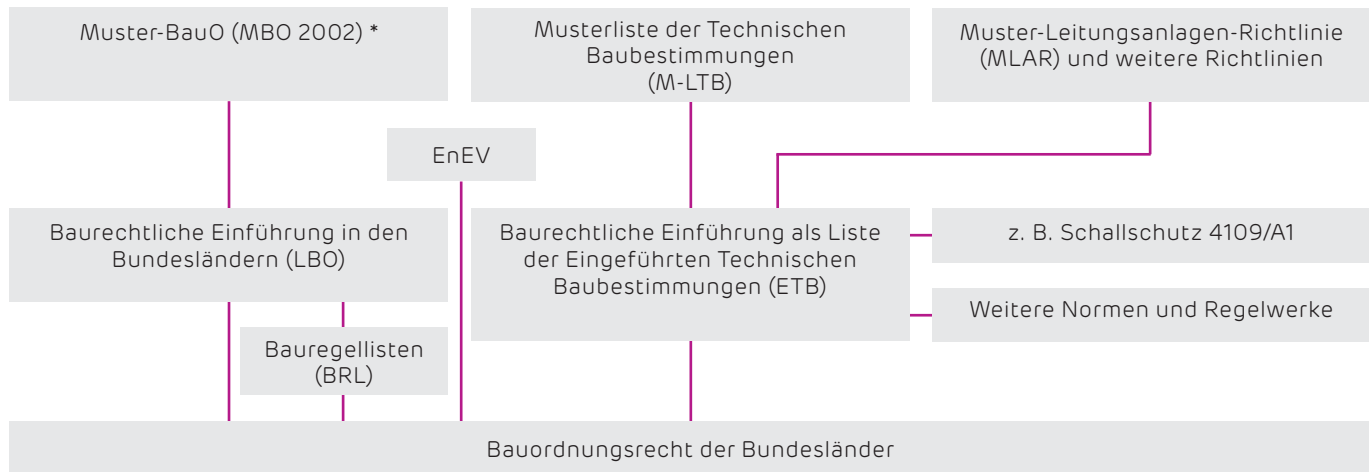 Muster-BauO (MBO 2002) *
Musterliste der Technischen
Baubestimmungen
(M-LTB)
Muster-Leitungsanlagen-Richtlinie
(MLAR) und weitere Richtlinien
EnEV
Baurechtliche Einführung in den
Bundesländern (LBO)
Baurechtliche Einführung als Liste
der Eingeführten Technischen
Baubestimmungen (ETB)
z. B. Schallschutz 4109/A1
Weitere Normen und Regelwerke
Bauregellisten
(BRL)
Bauordnungsrecht der Bundesländer